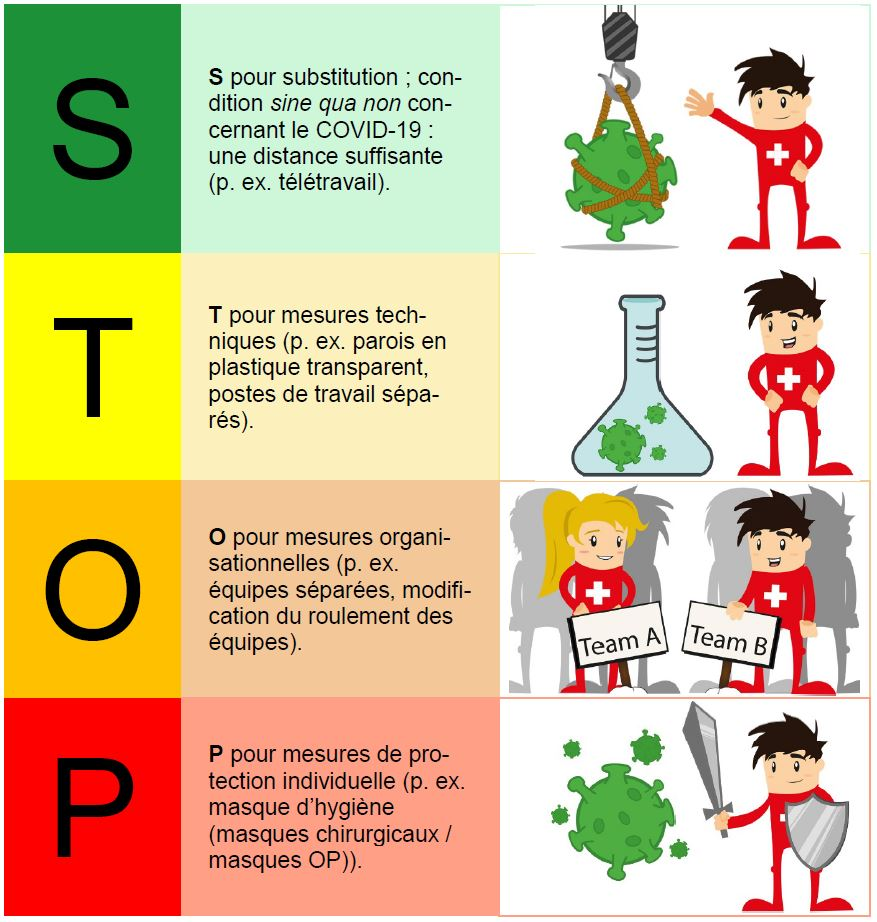 S
S pour substitution ; con-
dition sine qua non con-
cernant le COVID-19 :
une distance suffisante
(p. ex. télétravail).
T
T pour mesures tech-
niques (p. ex. parois en
plastique transparent,
postes de travail sépa-
rés).
O
O pour mesures organi-
sationnelles (p. ex.
équipes séparées, modifi-
cation du roulement des
équipes).
Team A
Team B
P
P pour mesures de pro-
tection individuelle (p. ex.
masque d'hygiène
(masques chirurgicaux /
masques OP)).